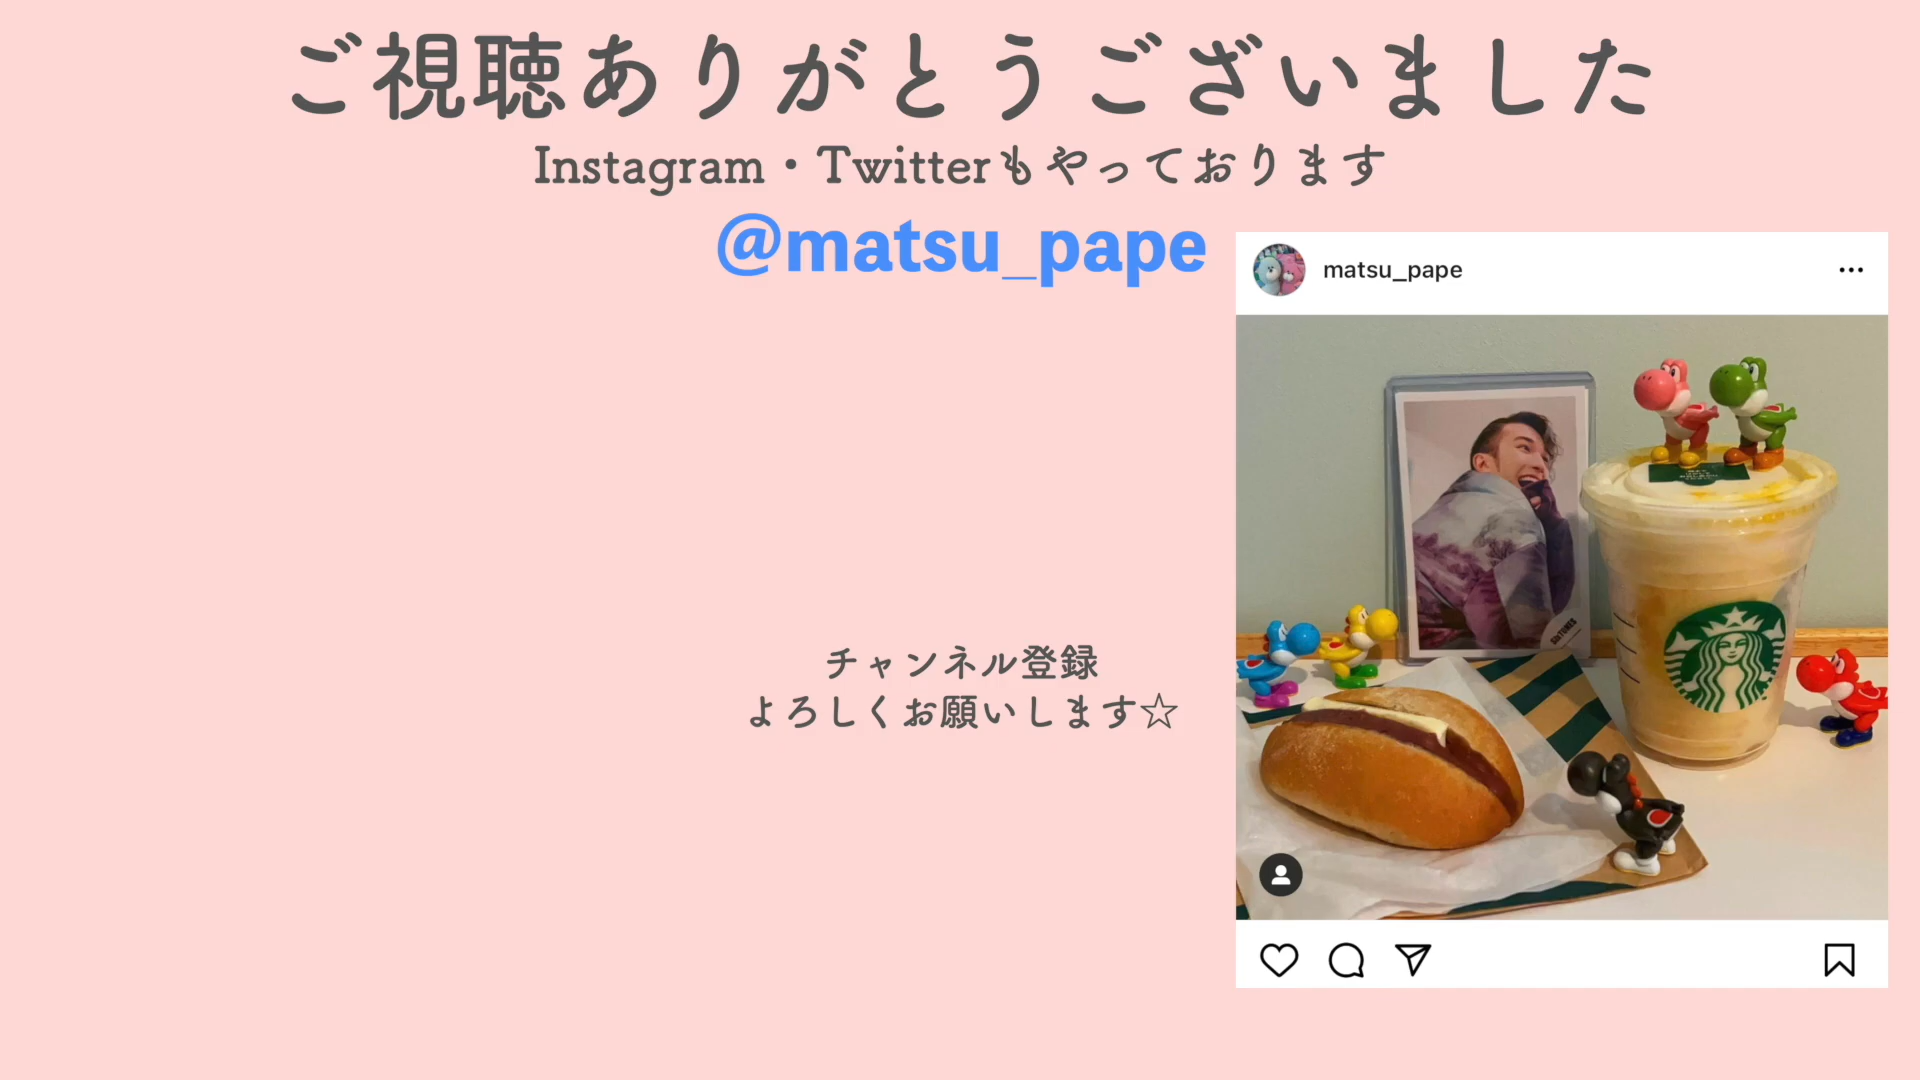 ご視聴ありがとうございました
Instagram・Twitterもやっております
@matsu_pape
matsu_pape
SixTONES
チャンネル登録
よろしくお願いします☆